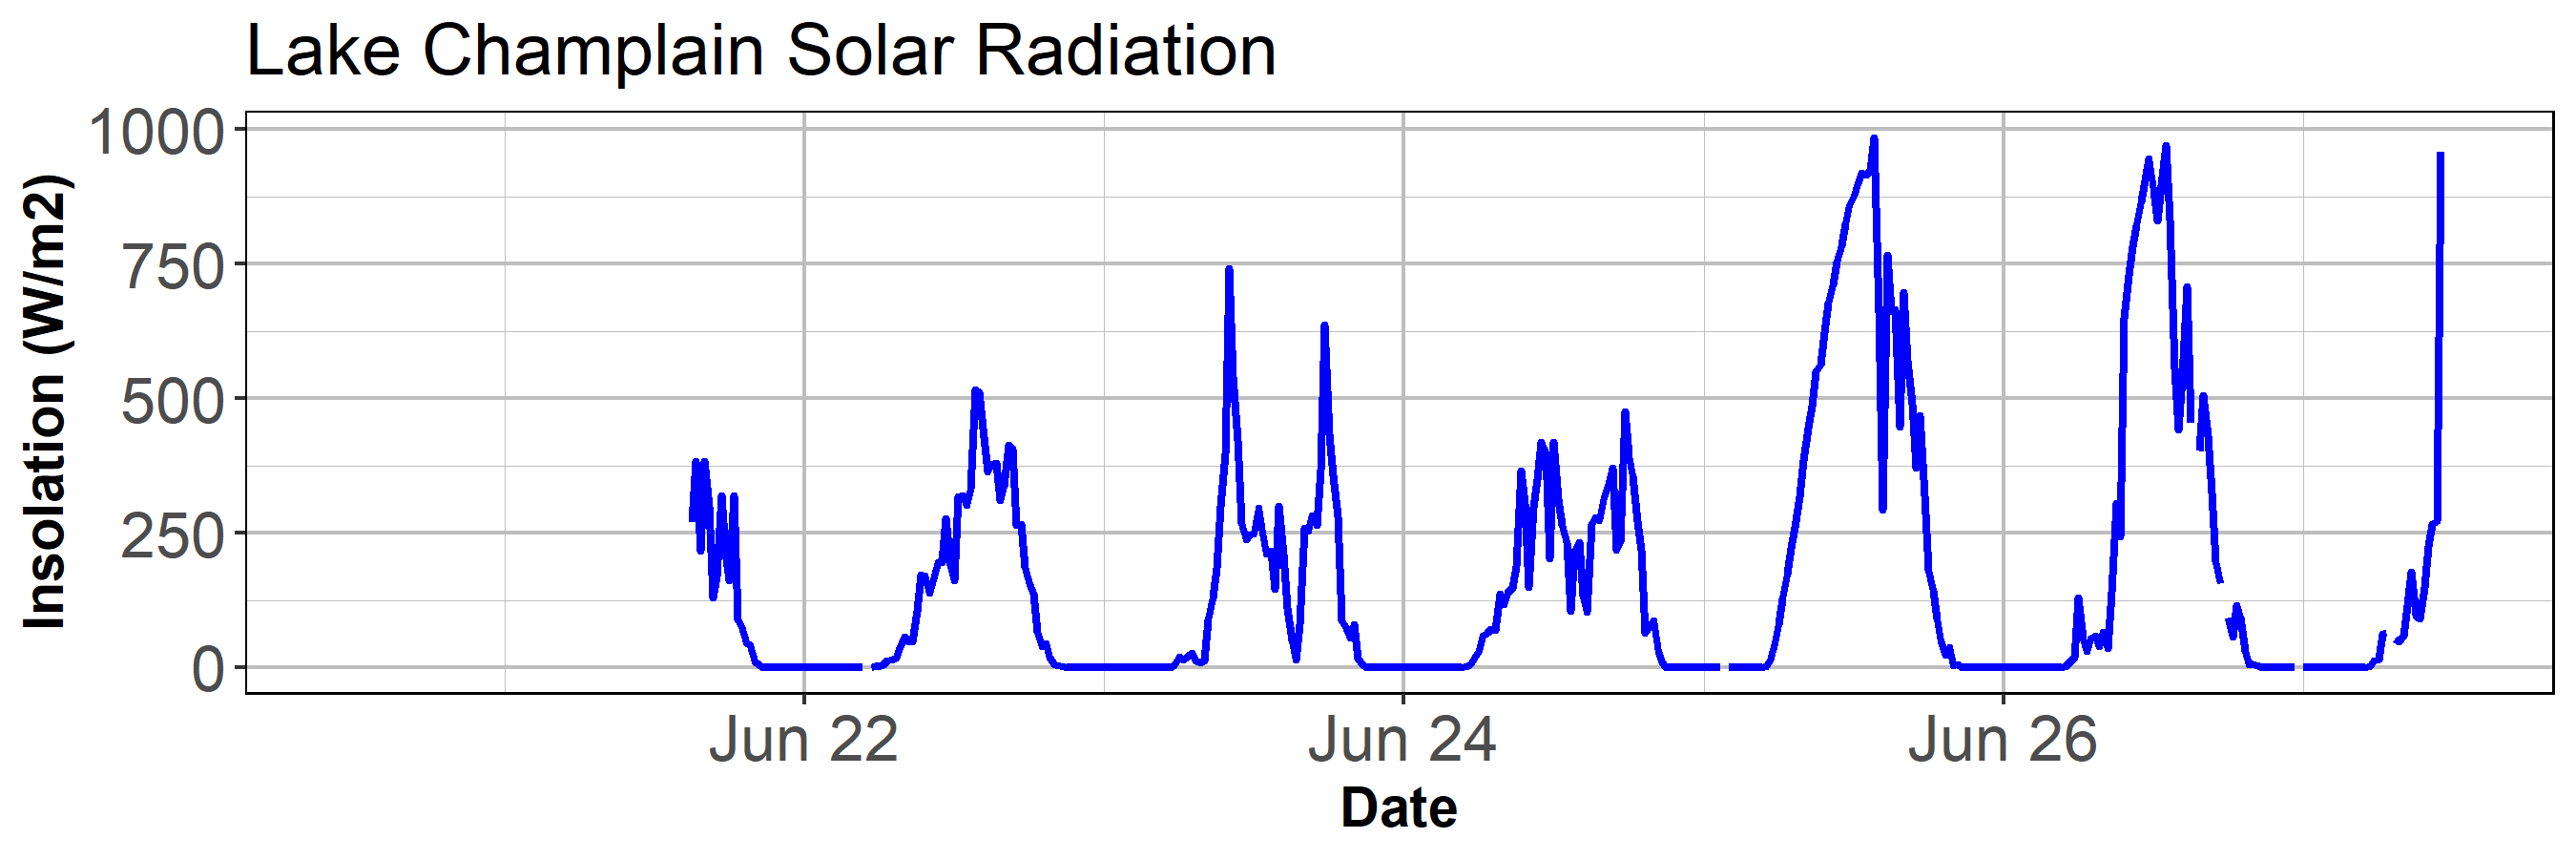 Lake Champlain Solar Radiation
1000
750
500
250
0
Insolation (W/m2)
Jun 22 Jun 24 Jun 26
Date